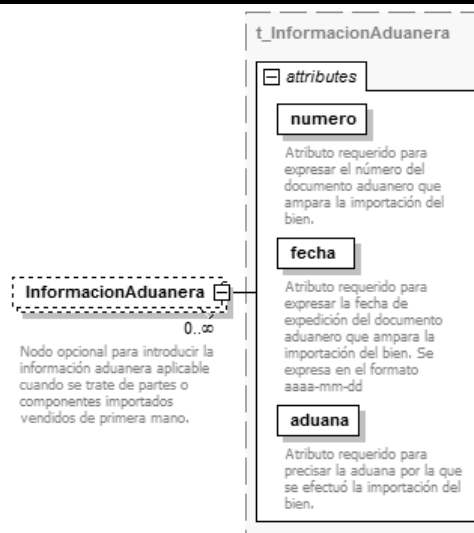 t_InformacionAduanera
attributes
numero
Atributo requerido para
expresar el número del
documento aduanero que
ampara la importación del
bien.
fecha
Atributo requerido para
expresar la fecha de
expedición del documento
aduanero que ampara la
importación del bien. Se
expresa en el formato
aaaa-mm-dd
InformacionAduanera
0..∞
Nodo opcional para introducir la
información aduanera aplicable
cuando se trate de partes o
componentes importados
vendidos de primera mano.
aduana
Atributo requerido para
precisar la aduana por la que
se efectuó la importación del
bien.